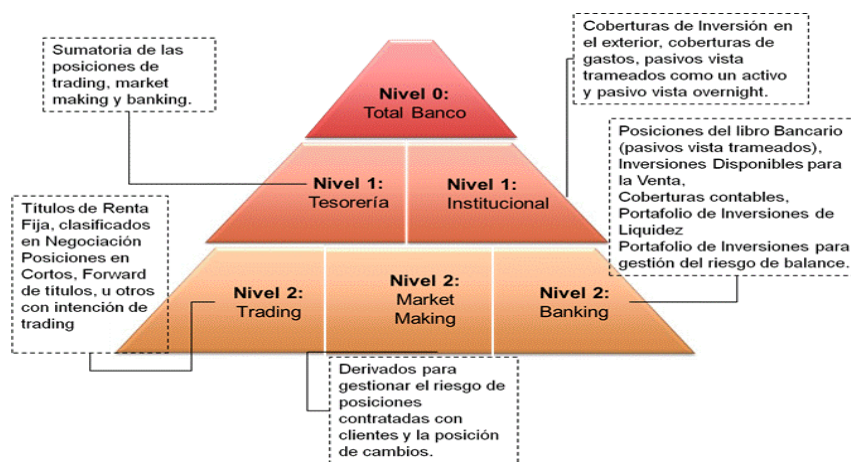 Sumatoria de las
posiciones de
trading, market
making y banking.
Coberturas de Inversión en
el exterior, coberturas de
gastos, pasivos vista
trameados como un activo
y pasivo vista overnight.
Nivel 0:
Total Banco
Nivel 1:
Tesorería
Nivel 1:
Institucional
Posiciones del libro Bancario
(pasivos vista trameados),
Inversiones Disponibles para
la Venta,
Coberturas contables,
Portafolio de Inversiones de
Liquidez
Portafolio de Inversiones para
gestión del riesgo de balance.
Títulos de Renta
Fija, clasificados
en Negociación
Posiciones en
Cortos, Forward
de títulos, u otros
con intención de
trading
Nivel 2:
Trading
Nivel 2:
Market
Making
Nivel 2:
Banking
Derivados para
gestionar el riesgo de
posiciones
contratadas con
clientes y la posición
de cambios.